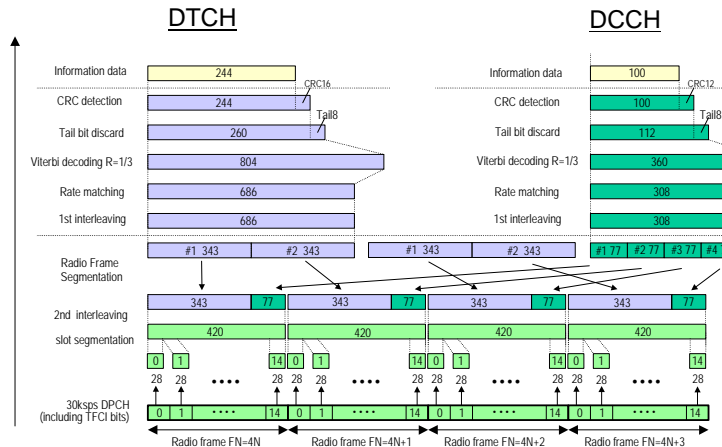 DTCH DCCH
Information data 244 Information data 100
CRC16 CRC12
CRC detection 244 CRC detection 100
Tail8 Tail8
Tail bit discard 260 Tail bit discard 112
Viterbi decoding R=1/3 804 Viterbi decoding R=1/3 360
Rate matching 686 Rate matching 308
1st interleaving 686 1st interleaving 308
#1 343 #2 343 #1 343 #2 343 #1 77 #2 77 #3 77 #4
Radio Frame
Segmentation
343 77 343 77 343 77 343 77
2nd interleaving
slot segmentation 420 420 420 420
0 1 14 0 1 14 0 1 14 0 1 14
28 28 •••• 28 28 28 •••• 28 28 28 •••• 28 28 28 •••• 28
30ksps DPCH
(including TFCI bits)
0 1 •••• 14 0 1 •••• 14 0 1 •••• 14 0 1 •••• 14
Radio frame FN=4N Radio frame FN=4N+1 Radio frame FN=4N+2 Radio frame FN=4N+3